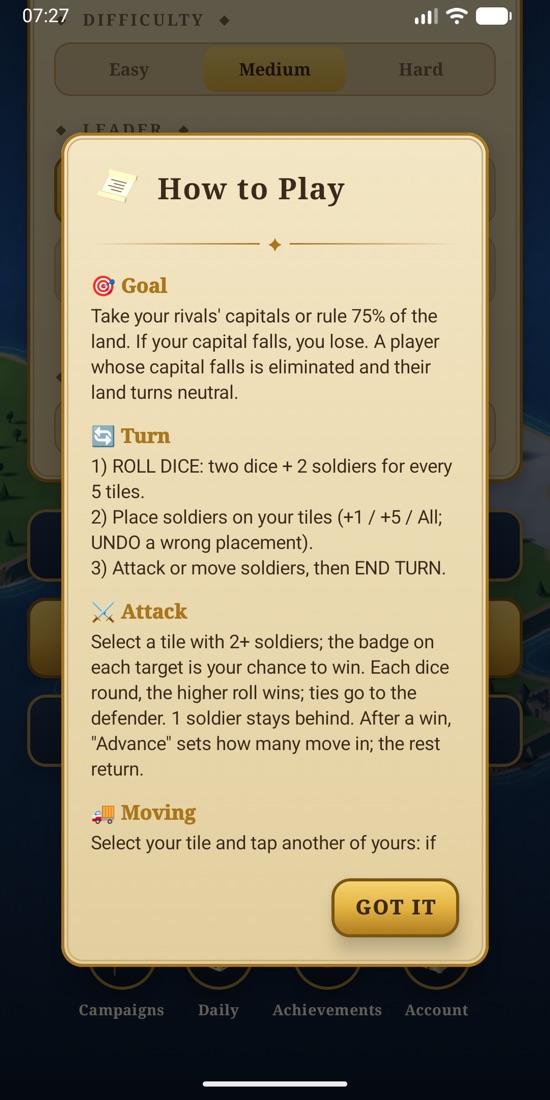 07:27
DIFFICULTY
Easy Medium Hard
LEADER
How to Play
Goal
Take your rivals' capitals or rule 75% of the
land. If your capital falls, you lose. A player
whose capital falls is eliminated and their
land turns neutral.
Turn
1) ROLL DICE: two dice + 2 soldiers for every
5 tiles.
2) Place soldiers on your tiles (+1 / +5 / All;
UNDO a wrong placement).
3) Attack or move soldiers, then END TURN.
Attack
Select a tile with 2+ soldiers; the badge on
each target is your chance to win. Each dice
round, the higher roll wins; ties go to the
defender. 1 soldier stays behind. After a win,
"Advance" sets how many move in; the rest
return.
Moving
Select your tile and tap another of yours: if
GOT IT
Campaigns Daily Achievements Account